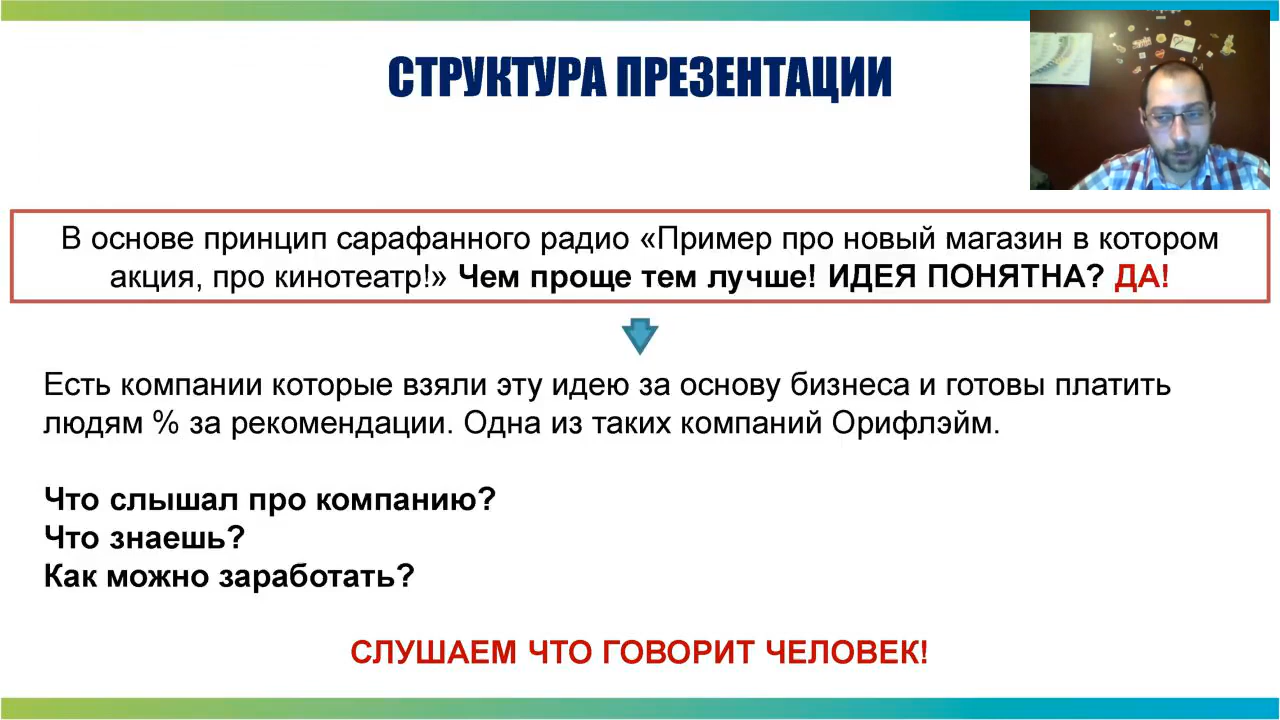 СТРУКТУРА ПРЕЗЕНТАЦИИ
В основе принцип сарафанного радио «Пример про новый магазин в котором
акция, про кинотеатр!» Чем проще тем лучше! ИДЕЯ ПОНЯТНА? ДА!
Есть компании которые взяли эту идею за основу бизнеса и готовы платить
людям % за рекомендации. Одна из таких компаний Орифлэйм.
Что слышал про компанию?
Что знаешь?
Как можно заработать?
СЛУШАЕМ ЧТО ГОВОРИТ ЧЕЛОВЕК!